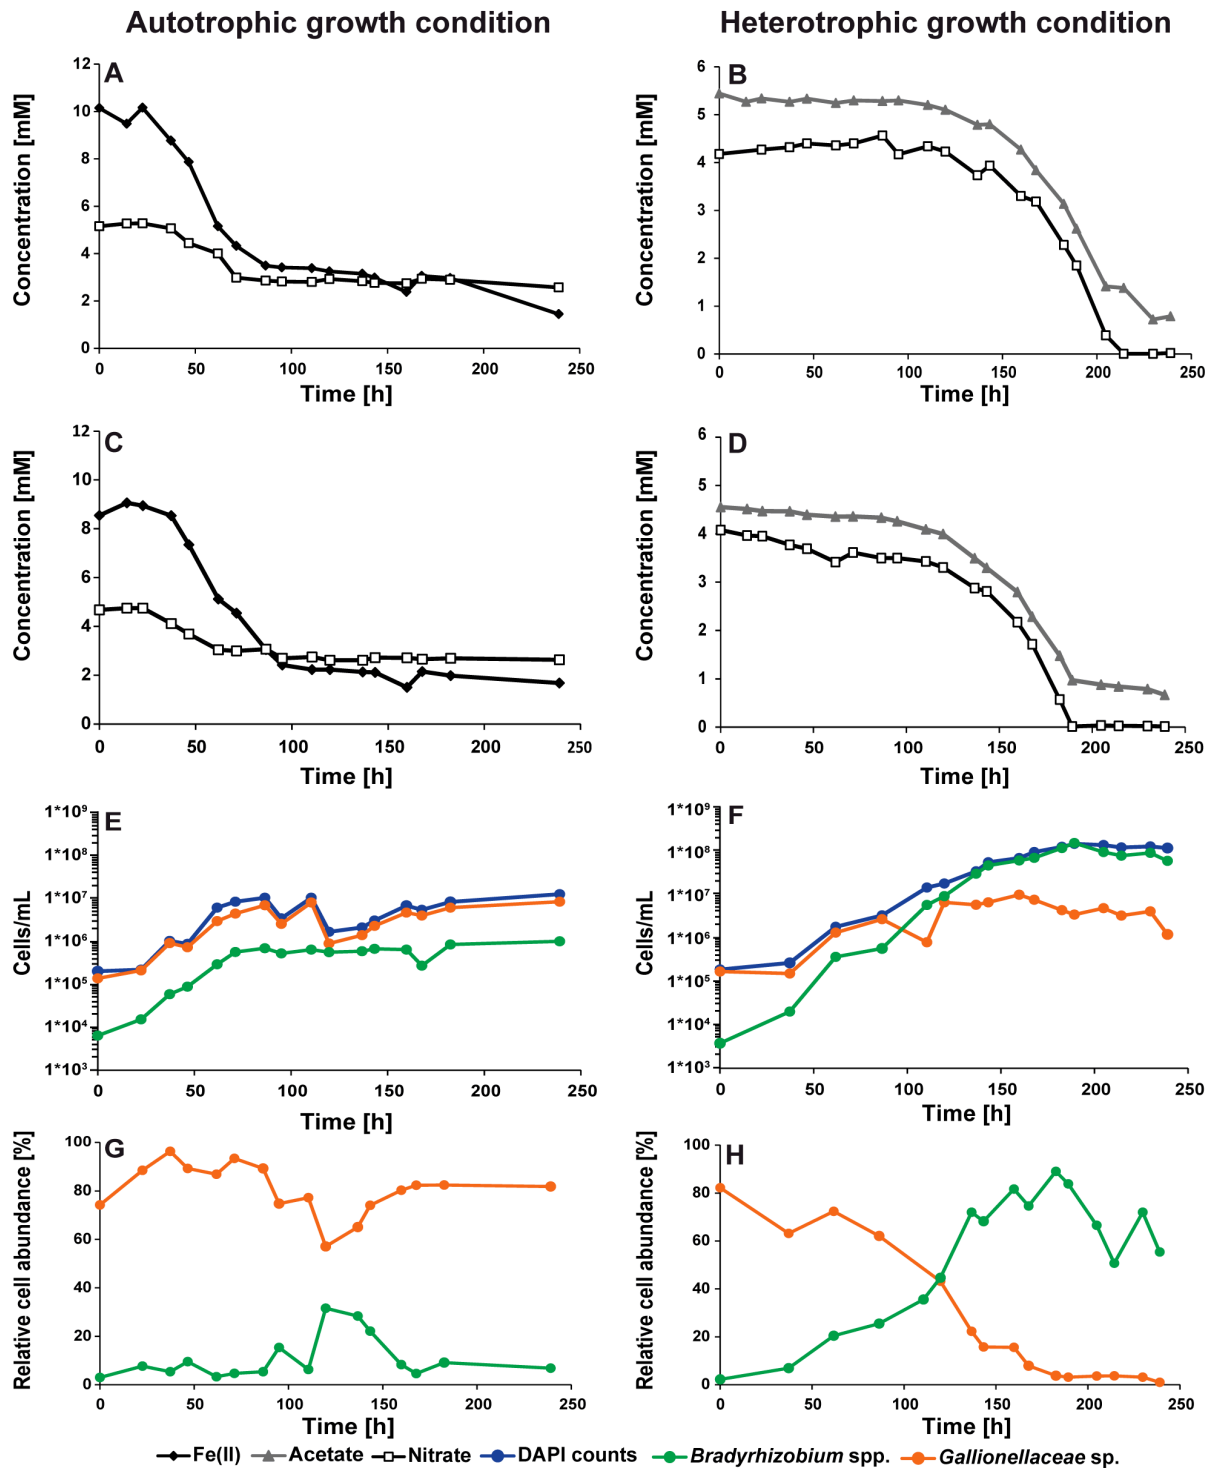 Autotrophic growth condition
Heterotrophic growth condition
A
Concentration [mM]
12
10
8
6
4
2
0
0 50 100 150 200 250
Time [h]
B
Concentration [mM]
6
5
4
3
2
1
0
0 50 100 150 200 250
Time [h]
C
Concentration [mM]
12
10
8
6
4
2
0
0 50 100 150 200 250
Time [h]
D
Concentration [mM]
6
5
4
3
2
1
0
0 50 100 150 200 250
Time [h]
E
Cells/mL
1*10⁹
1*10⁸
1*10⁷
1*10⁶
1*10⁵
1*10⁴
1*10³
0 50 100 150 200 250
Time [h]
F
Cells/mL
1*10⁹
1*10⁸
1*10⁷
1*10⁶
1*10⁵
1*10⁴
1*10³
0 50 100 150 200 250
Time [h]
G
Relative cell abundance [%]
100
80
60
40
20
0
0 50 100 150 200 250
Time [h]
H
Relative cell abundance [%]
100
80
60
40
20
0
0 50 100 150 200 250
Time [h]
Fe(II) Acetate Nitrate DAPI counts Bradyrhizobium spp. Gallionellaceae sp.